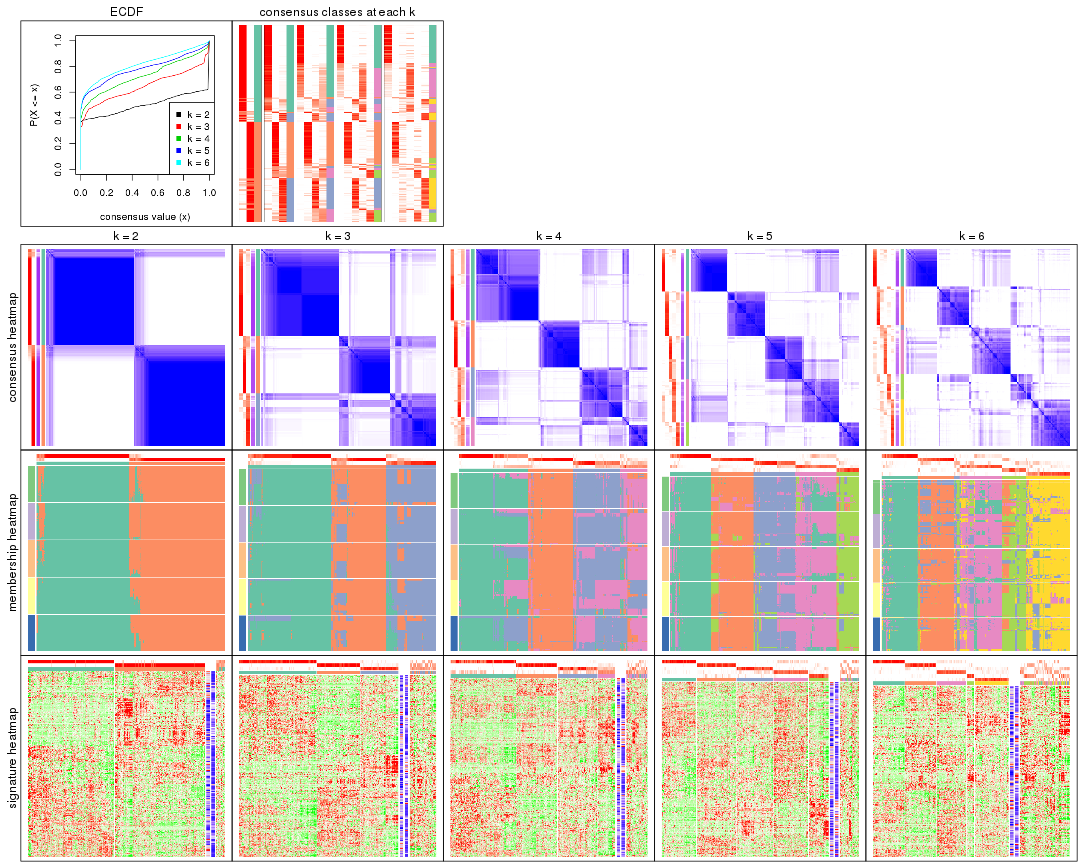 ECDF
consensus classes at each k
P(X <= x)
1.0
0.8
0.6
0.4
0.2
0.0
k = 2
k = 3
k = 4
k = 5
k = 6
0.0 0.2 0.4 0.6 0.8 1.0
consensus value (x)
k = 2
k = 3
k = 4
k = 5
k = 6
consensus heatmap
membership heatmap
signature heatmap